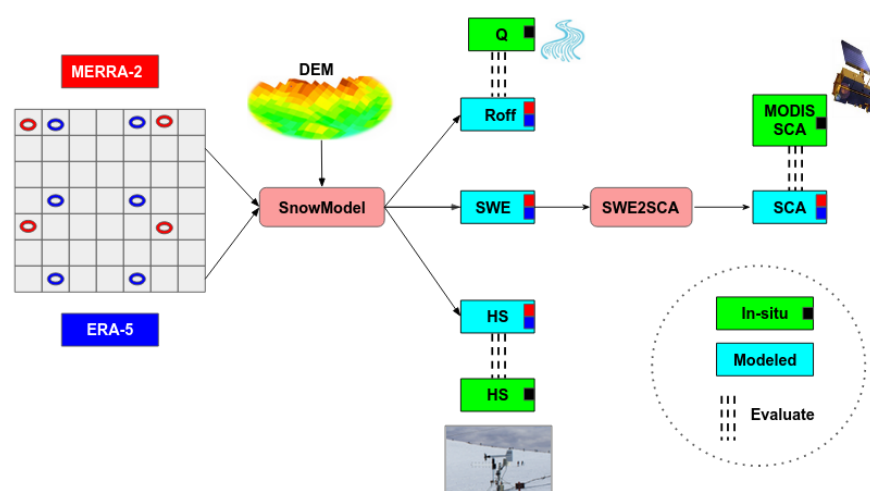 MERRA-2
DEM
Q
Roff
MODIS
SCA
SnowModel
SWE
SWE2SCA
SCA
ERA-5
HS
HS
In-situ
Modeled
Evaluate